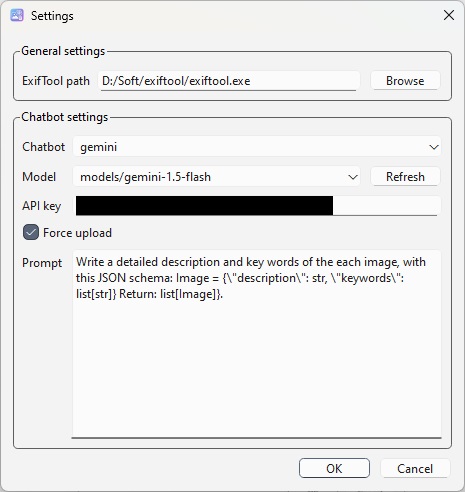 Settings
General settings
ExifTool path D:/Soft/exiftool/exiftool.exe Browse
Chatbot settings
Chatbot gemini
Model models/gemini-1.5-flash Refresh
API key
Force upload
Prompt Write a detailed description and key words of the each image, with
this JSON schema: Image = {\"description\": str, \"keywords\":
list[str]} Return: list[Image]}.
OK Cancel